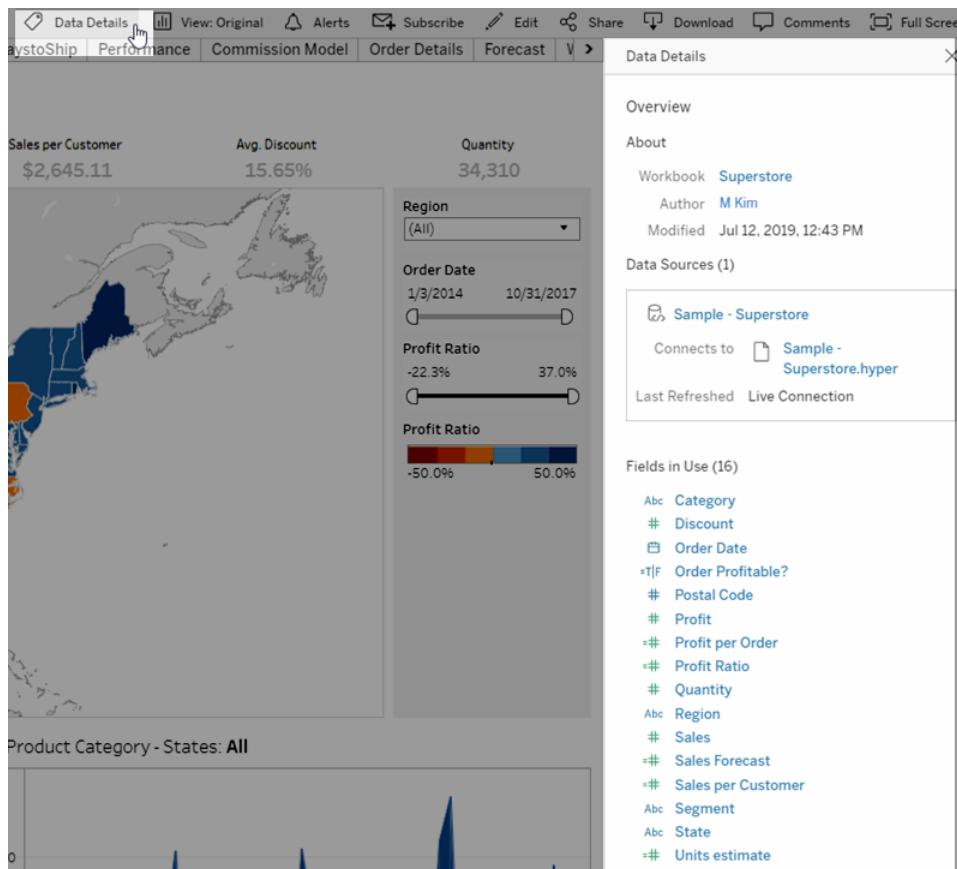 Data Details View: Original Alerts Subscribe Edit Share Download Comments Full Scree
aystoShip Performance Commission Model Order Details Forecast
Sales per Customer Avg. Discount Quantity
$2,645.11 15.65% 34,310
Region
(All)
Order Date
1/3/2014 10/31/2017
Profit Ratio
-22.3% 37.0%
Profit Ratio
-50.0% 50.0%
Product Category - States: All
0
Data Details
Overview
About
Workbook Superstore
Author M Kim
Modified Jul 12, 2019, 12:43 PM
Data Sources (1)
Sample - Superstore
Connects to Sample -
Superstore.hyper
Last Refreshed Live Connection
Fields in Use (16)
Abc Category
# Discount
Order Date
=T|F Order Profitable?
# Postal Code
# Profit
=# Profit per Order
=# Profit Ratio
# Quantity
Abc Region
# Sales
=# Sales Forecast
=# Sales per Customer
Abc Segment
Abc State
=# Units estimate